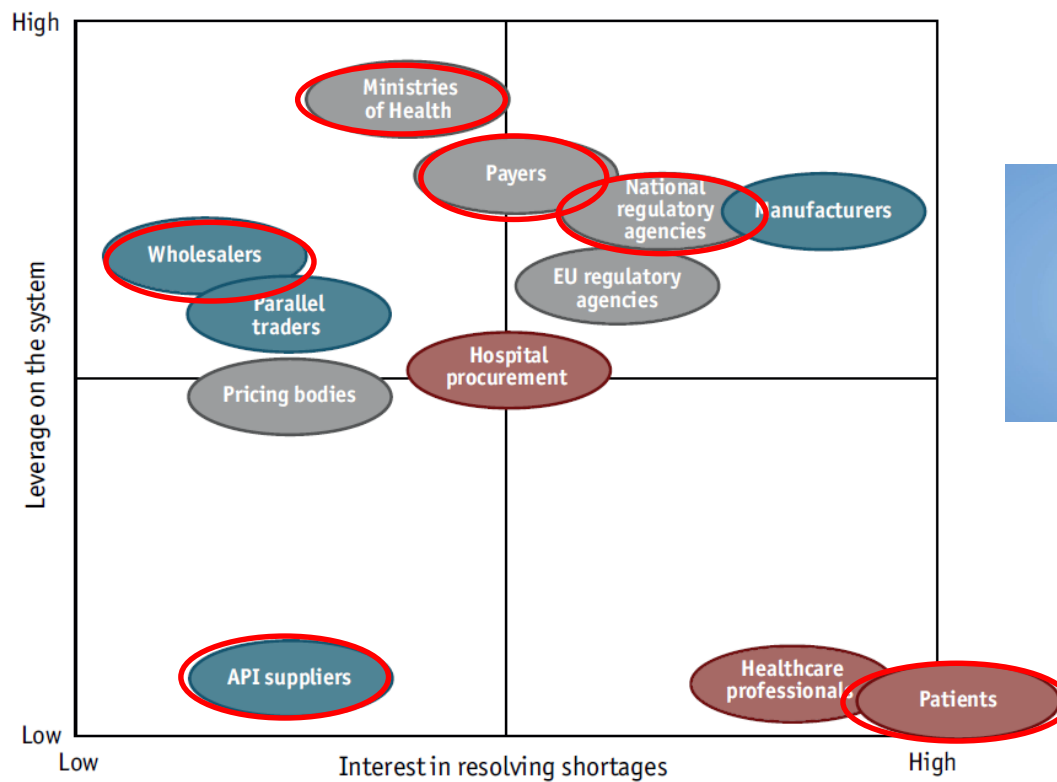 High
Ministries
of Health
Payers
National
regulatory
agencies
Manufacturers
Wholesalers
EU regulatory
agencies
Parallel
traders
Hospital
procurement
Pricing bodies
Leverage on the system
API suppliers
Healthcare
professionals
Patients
Low
Low
Interest in resolving shortages
High